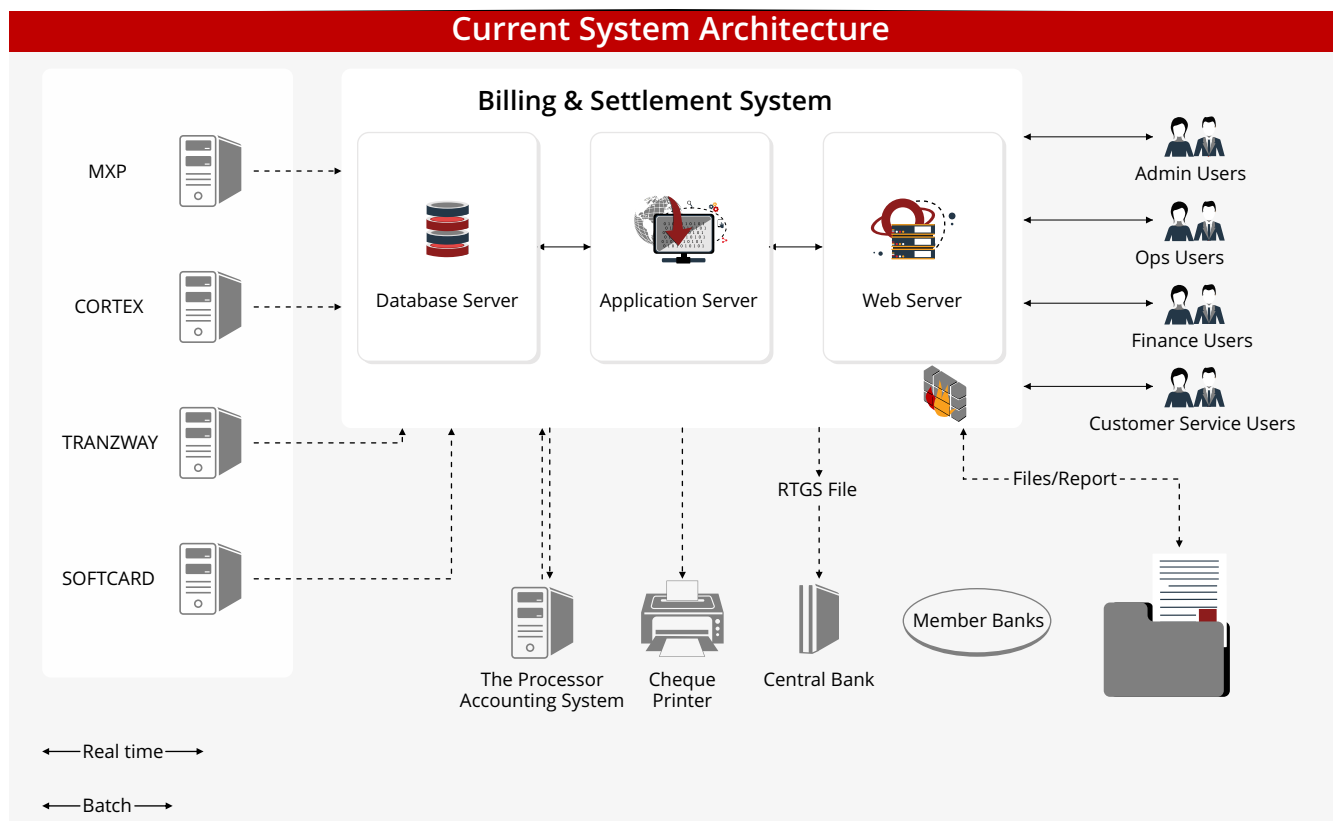 Current System Architecture
Billing & Settlement System
MXP
CORTEX
TRANZWAY
SOFTCARD
Database Server
Application Server
Web Server
Admin Users
Ops Users
Finance Users
Customer Service Users
RTGS File
Files/Report
The Processor
Accounting System
Cheque
Printer
Central Bank
Member Banks
Real time
Batch